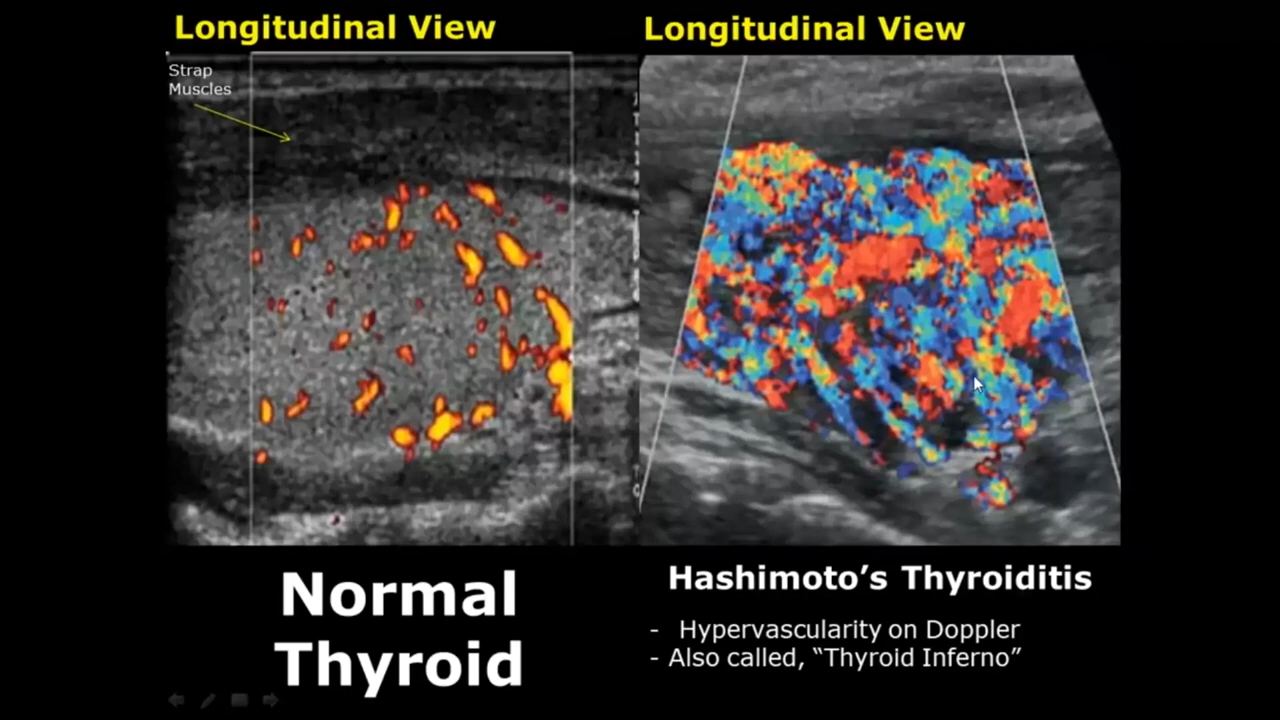 Longitudinal View
Strap
Muscles
Normal
Thyroid
Longitudinal View
Hashimoto’s Thyroiditis
- Hypervascularity on Doppler
- Also called, “Thyroid Inferno”